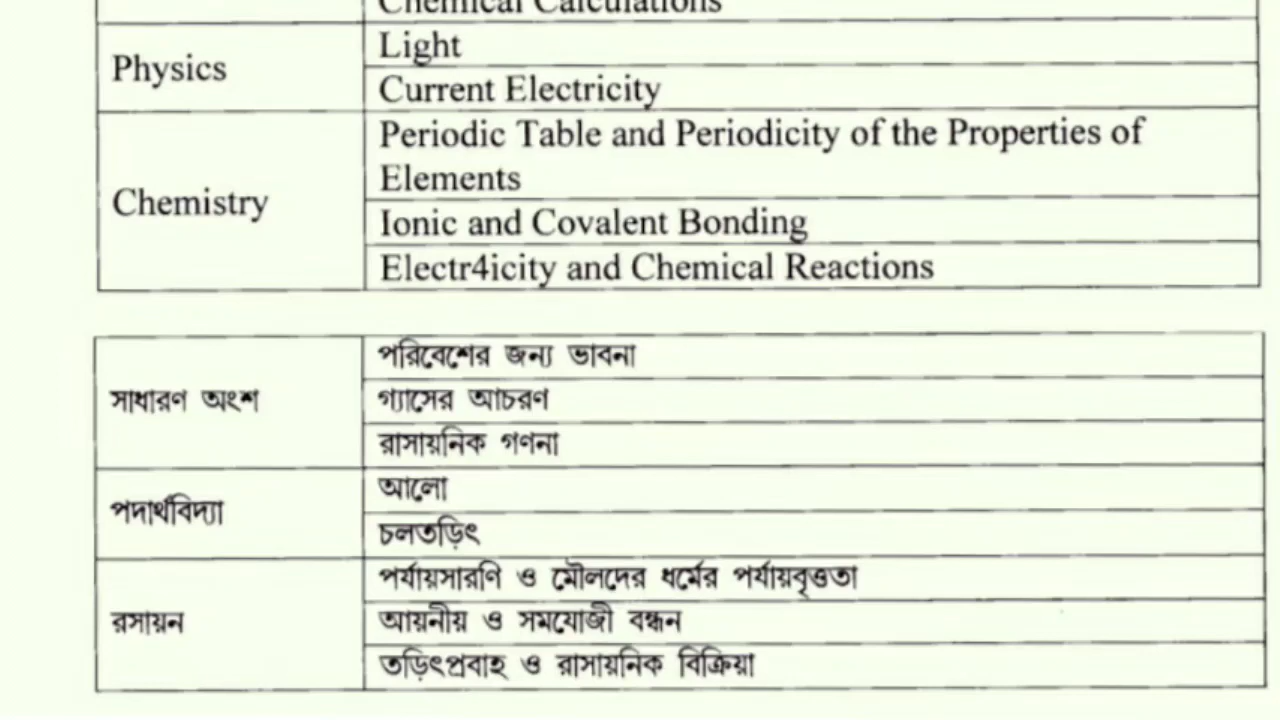 Chemical Calculations
Physics
Light
Current Electricity
Chemistry
Periodic Table and Periodicity of the Properties of
Elements
Ionic and Covalent Bonding
Electr4icity and Chemical Reactions
সাধারণ অংশ
পরিবেশের জন্য ভাবনা
গ্যাসের আচরণ
রাসায়নিক গণনা
পদার্থবিদ্যা
আলো
চলতড়িৎ
রসায়ন
পর্যায়সারণি ও মৌলদের ধর্মের পর্যায়বৃত্ততা
আয়নীয় ও সমযোজী বন্ধন
তড়িৎপ্রবাহ ও রাসায়নিক বিক্রিয়া